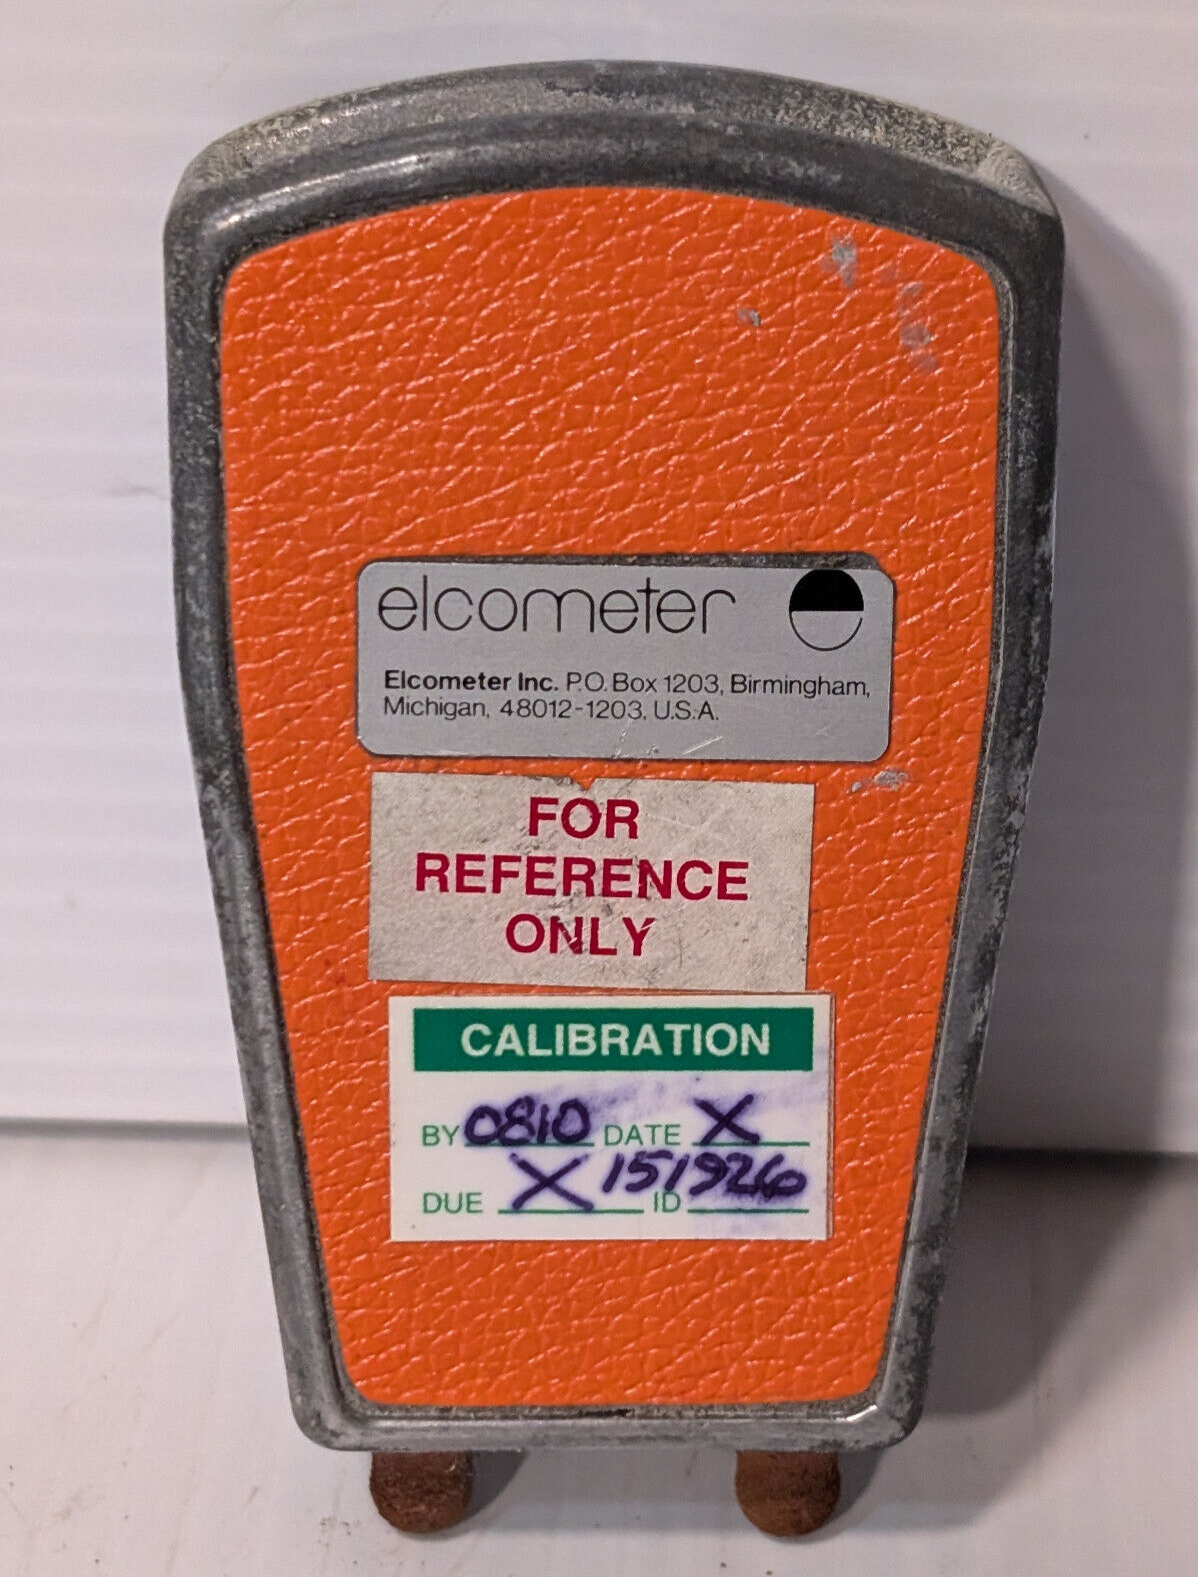 elcometer
Elcometer Inc. P.O. Box 1203, Birmingham,
Michigan, 48012-1203, U.S.A.
FOR
REFERENCE
ONLY
CALIBRATION
BY 0810 DATE X
DUE X ID 151926